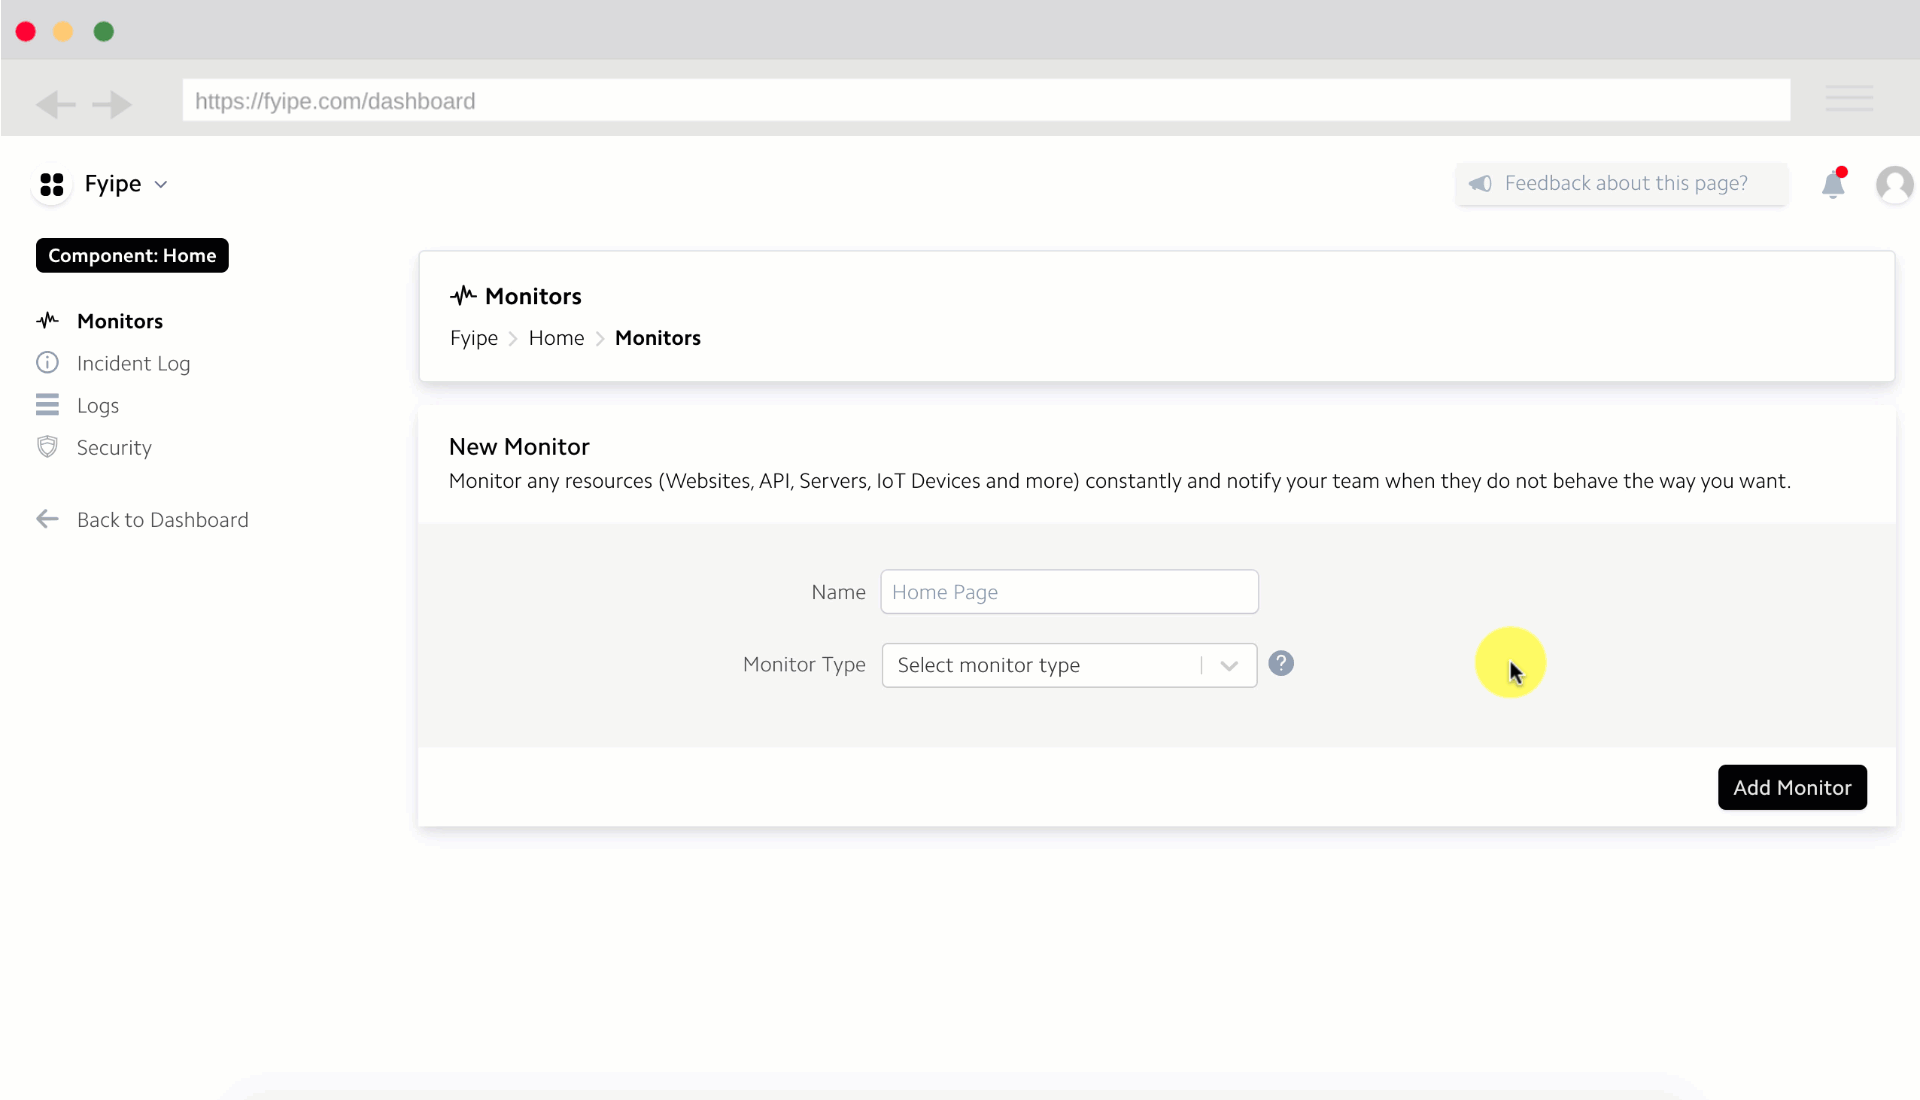 https://fyipe.com/dashboard
Fyipe
Feedback about this page?
Component: Home
Monitors
Incident Log
Logs
Security
Back to Dashboard
Monitors
Fyipe > Home > Monitors
New Monitor
Monitor any resources (Websites, API, Servers, IoT Devices and more) constantly and notify your team when they do not behave the way you want.
Name Home Page
Monitor Type Select monitor type ?
Add Monitor